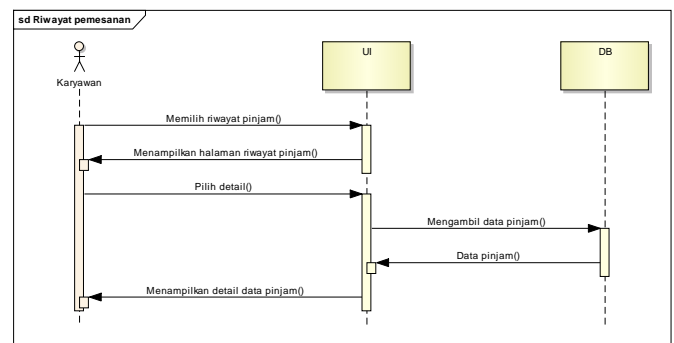 sd Riwayat pemesanan
Karyawan
UI
DB
Memilih riwayat pinjam()
Menampilkan halaman riwayat pinjam()
Pilih detail()
Mengambil data pinjam()
Data pinjam()
Menampilkan detail data pinjam()